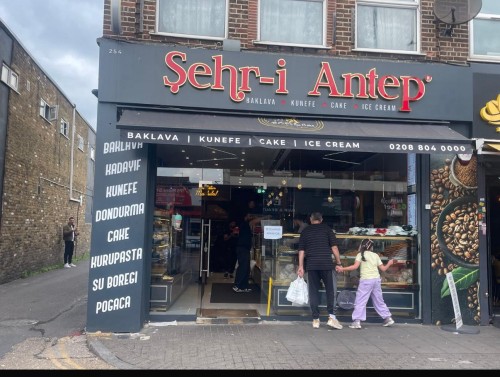 254
Şehr-i Antep
BAKLAVA KUNEFE CAKE ICE CREAM
BAKLAVA | KUNEFE | CAKE | ICE CREAM 0208 804 0000
BAKLAVA
KADAYIF
KUNEFE
DONDURMA
CAKE
KURUPASTA
SU BOREGI
POGACA